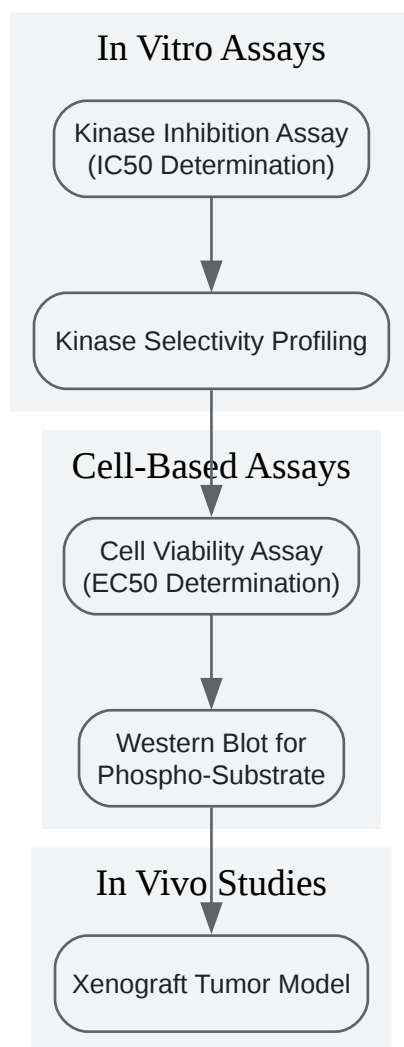 In Vitro Assays
Kinase Inhibition Assay
(IC50 Determination)
Kinase Selectivity Profiling
Cell-Based Assays
Cell Viability Assay
(EC50 Determination)
Western Blot for
Phospho-Substrate
In Vivo Studies
Xenograft Tumor Model